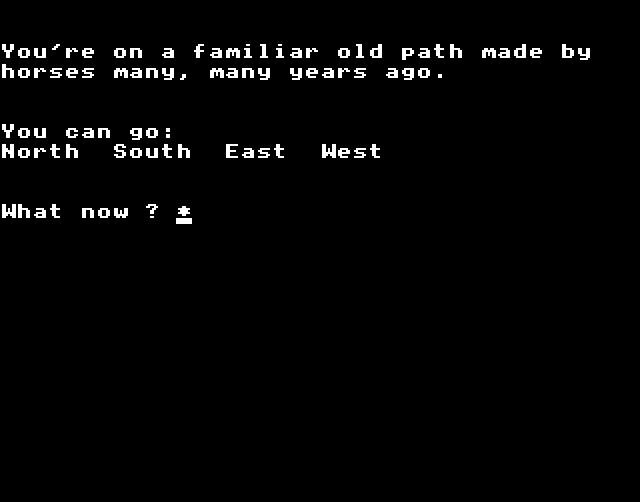 You're on a familiar old path made by
horses many, many years ago.
You can go:
North  South  East  West
What now ? *